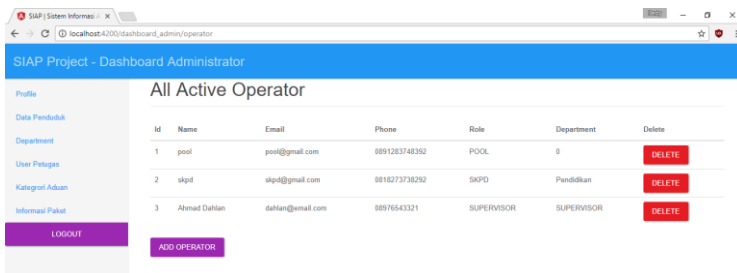 SIAP | Sistem Informasi A
localhost:4200/dashboard_admin/operator
SIAP Project - Dashboard Administrator
Profile
Data Penduduk
Department
User Petugas
Kategrori Aduan
Informasi Paket
LOGOUT
All Active Operator
Id Name Email Phone Role Department Delete
1 pool pool@gmail.com 0891283748392 POOL 0 DELETE
2 skpd skpd@gmail.com 0818273738292 SKPD Pendidikan DELETE
3 Ahmad Dahlan dahlan@email.com 08976543321 SUPERVISOR SUPERVISOR DELETE
ADD OPERATOR